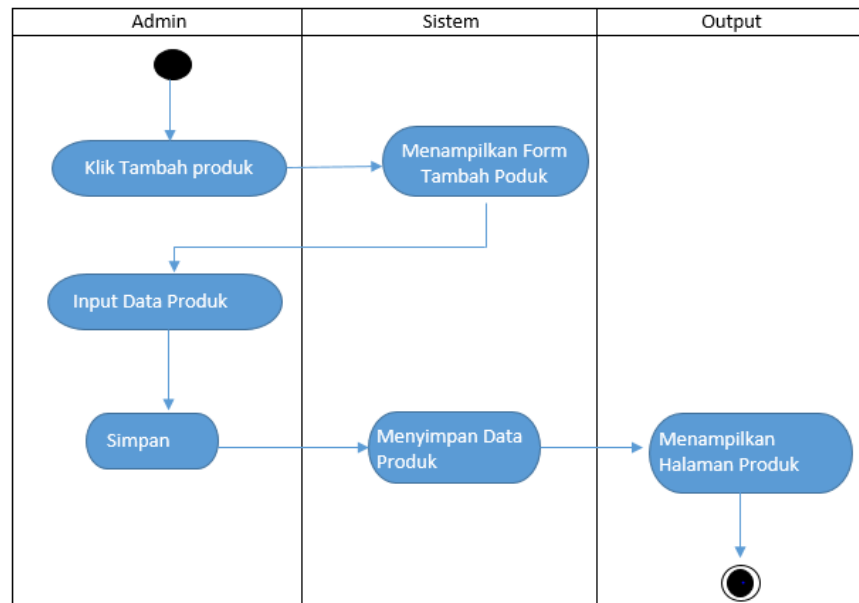 Admin
Sistem
Output
Klik Tambah produk
Menampilkan Form
Tambah Poduk
Input Data Produk
Simpan
Menyimpan Data
Produk
Menampilkan
Halaman Produk